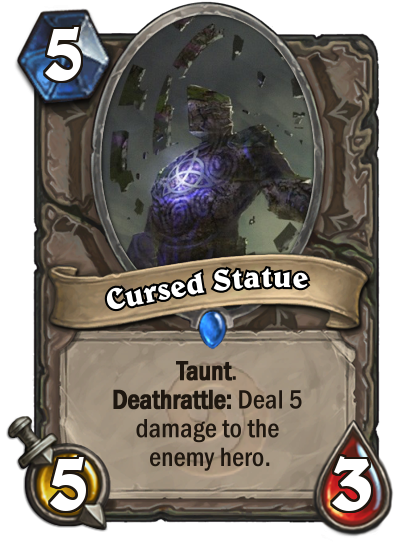 5
Cursed Statue
Taunt.
Deathrattle: Deal 5
damage to the
enemy hero.
5
3